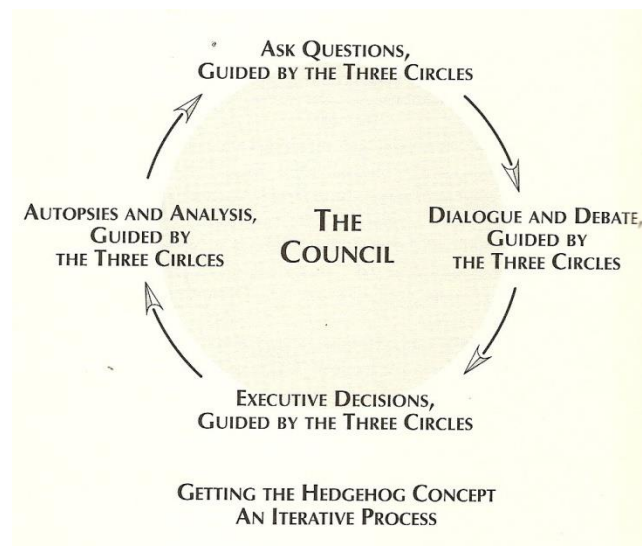 ASK QUESTIONS,
GUIDED BY THE THREE CIRCLES
DIALOGUE AND DEBATE,
GUIDED BY
THE THREE CIRCLES
EXECUTIVE DECISIONS,
GUIDED BY THE THREE CIRCLES
AUTOPSIES AND ANALYSIS,
GUIDED BY
THE THREE CIRLCES
THE
COUNCIL
GETTING THE HEDGEHOG CONCEPT
AN ITERATIVE PROCESS